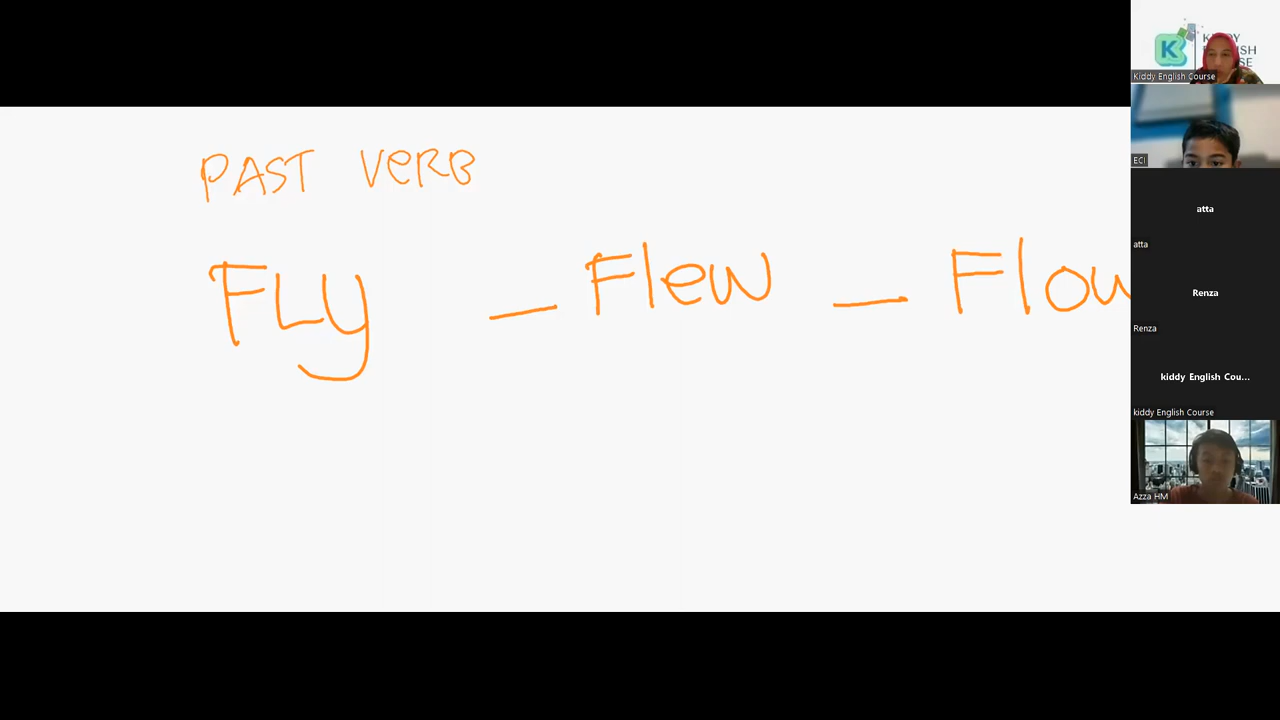 PAST VERB
FLY _ Flew _ Flow
K
KIDDY
Kiddy English Course
ECI
atta
atta
Renza
Renza
kiddy English Cou...
kiddy English Course
Azza HM